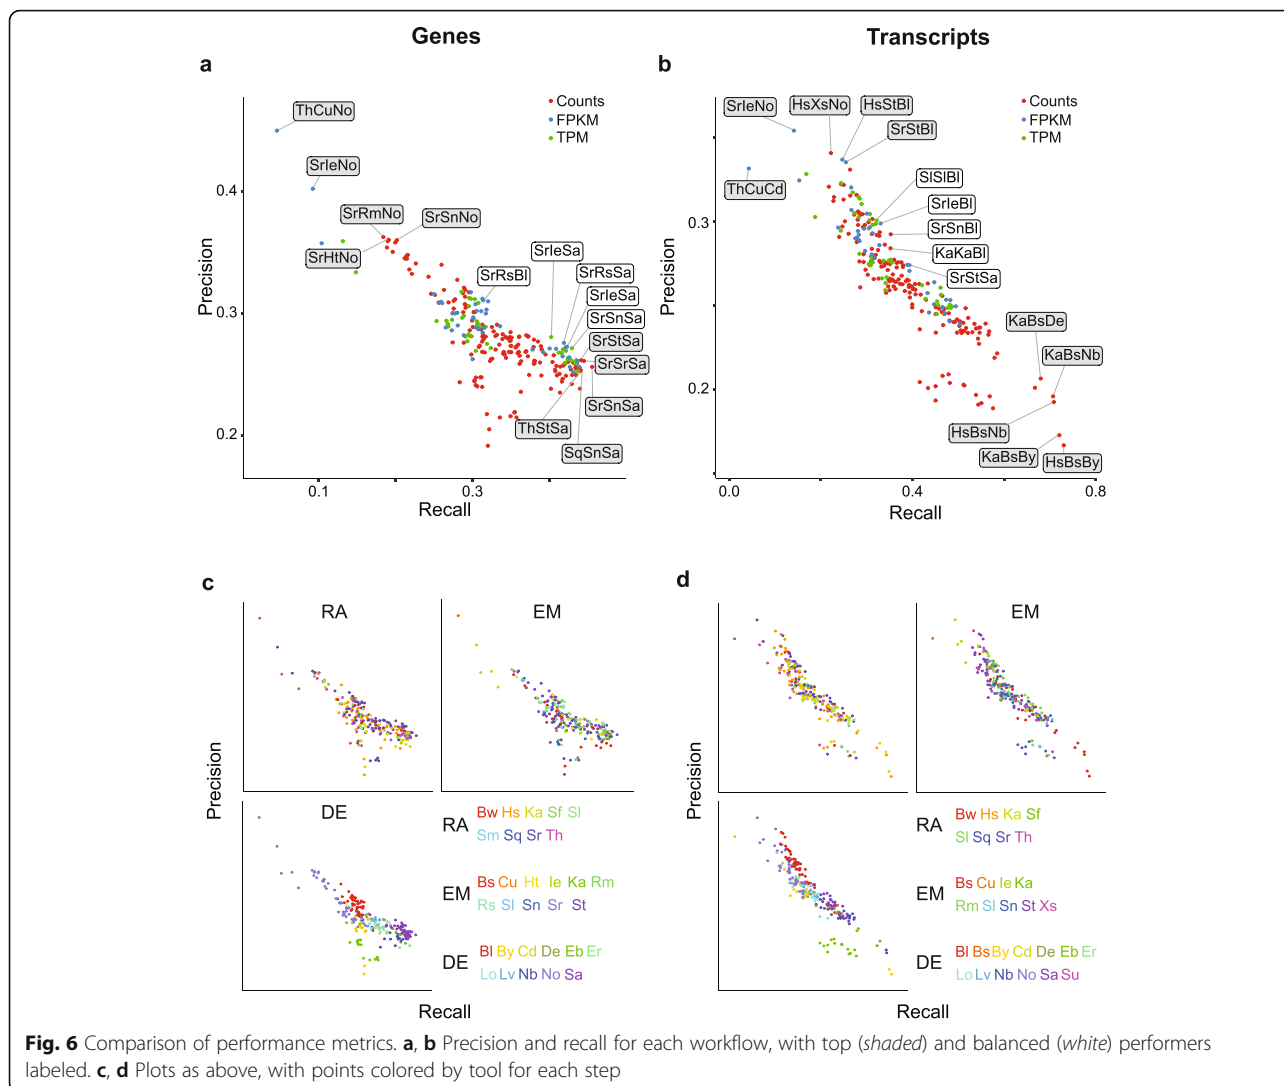 Genes
Transcripts
a
b
ThCuNo
Counts
FPKM
TPM
SrIeNo
HsXsNo
HsStBl
Counts
FPKM
TPM
SrStBl
SrIeNo
0.4
ThCuCd
SlSlBl
SrRmNo
SrSnNo
SrIeBl
0.3
SrSnBl
SrHtNo
SrIeSa
KaKaBl
SrRsBl
SrRsSa
SrStSa
SrIeSa
0.3
SrSnSa
KaBsDe
SrStSa
KaBsNb
SrSrSa
0.2
SrSnSa
ThStSa
HsBsNb
0.2
SqSnSa
KaBsBy
HsBsBy
Precision
Precision
0.1
0.3
0.0
0.4
0.8
Recall
Recall
c
d
RA
EM
EM
Precision
Precision
DE
RA
Bw Hs Ka Sf Sl
Sm Sq Sr Th
EM
Bs Cu Ht Ie Ka Rm
Rs Sl Sn Sr St
DE
Bl By Cd De Eb Er
Lo Lv Nb No Sa
RA
Bw Hs Ka Sf
Sl Sq Sr Th
EM
Bs Cu Ie Ka
Rm Sl Sn St Xs
DE
Bl Bs By Cd De Eb Er
Lo Lv Nb No Sa Su
Recall
Recall
Fig. 6 Comparison of performance metrics. a, b Precision and recall for each workflow, with top (shaded) and balanced (white) performers
labeled. c, d Plots as above, with points colored by tool for each step